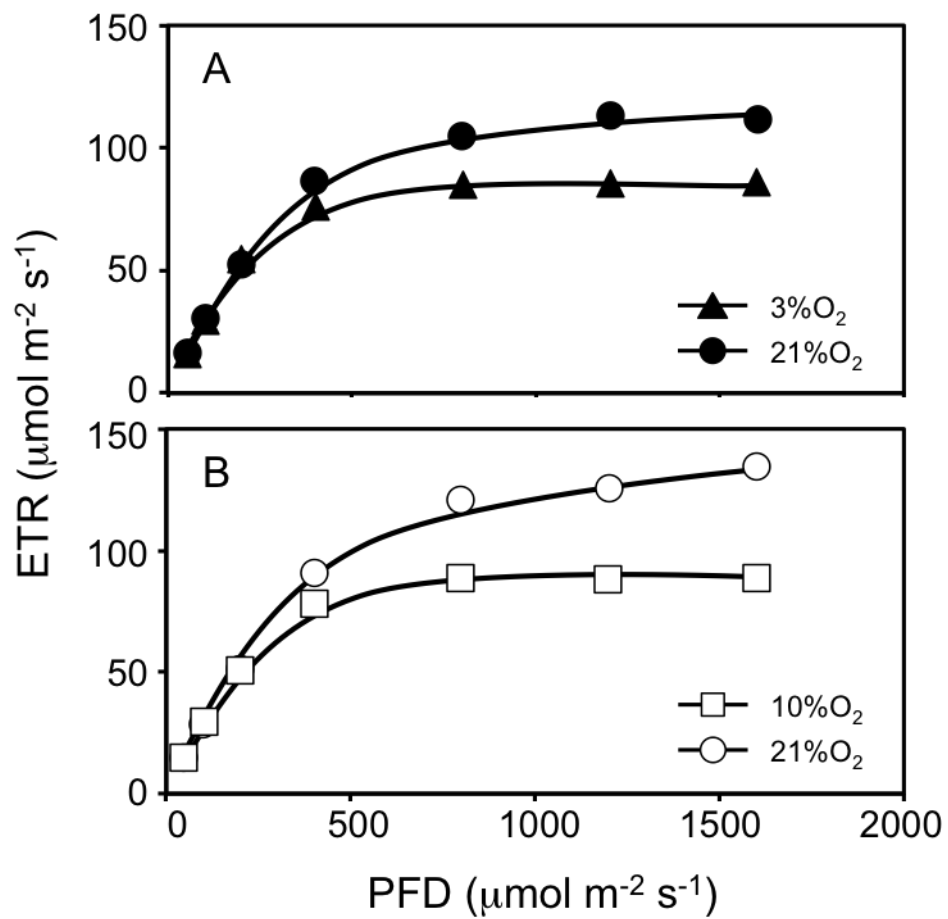 150
A
100
50
0
3%O₂
21%O₂
ETR (μmol m⁻² s⁻¹)
150
B
100
50
0
10%O₂
21%O₂
0 500 1000 1500 2000
PFD (μmol m⁻² s⁻¹)